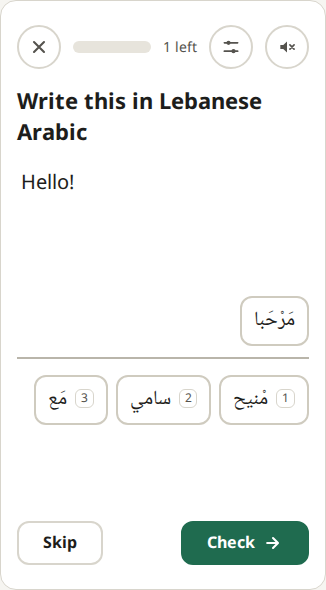 1 left
Write this in Lebanese
Arabic
Hello!
مَرْحَبا
1 مْنيح
2 سامي
3 مَع
Skip
Check →